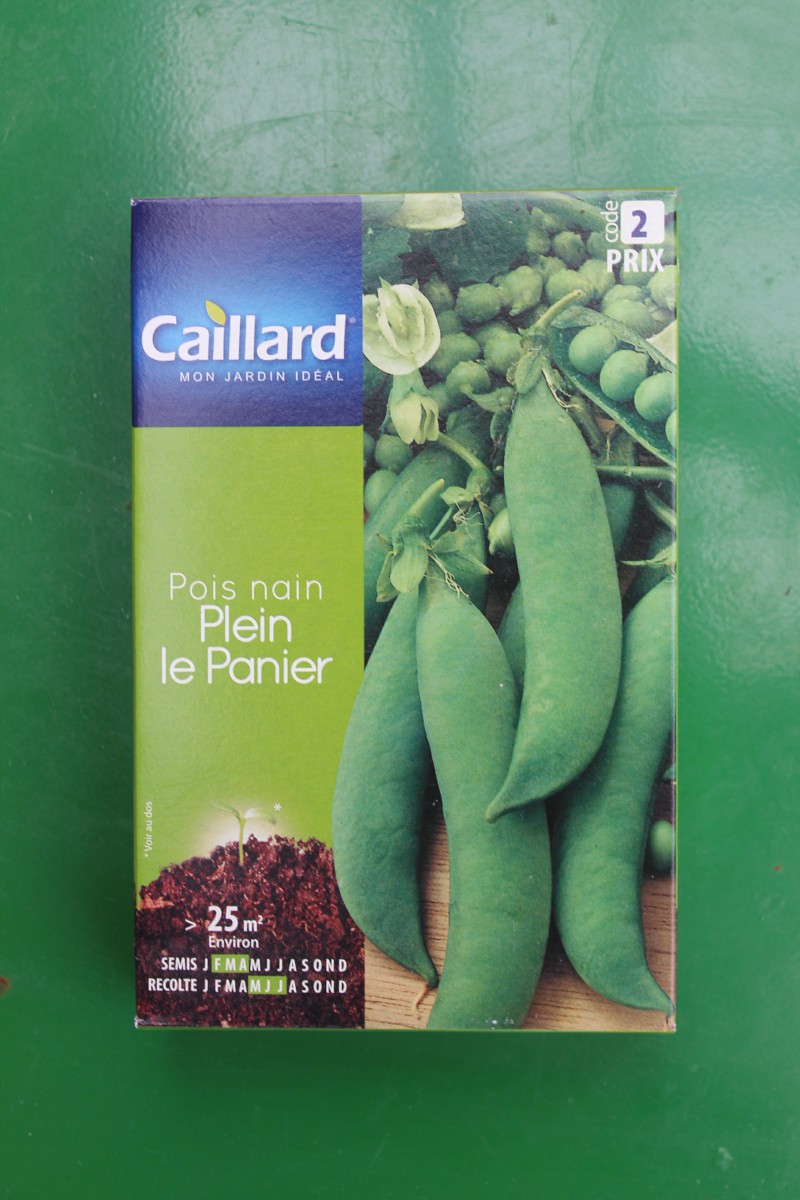 code 2
PRIX
Caillard®
MON JARDIN IDÉAL
Pois nain
Plein
le Panier
*
* Voir au dos
> 25 m²
Environ
SEMIS J F M A M J J A S O N D
RECOLTE J F M A M J J A S O N D